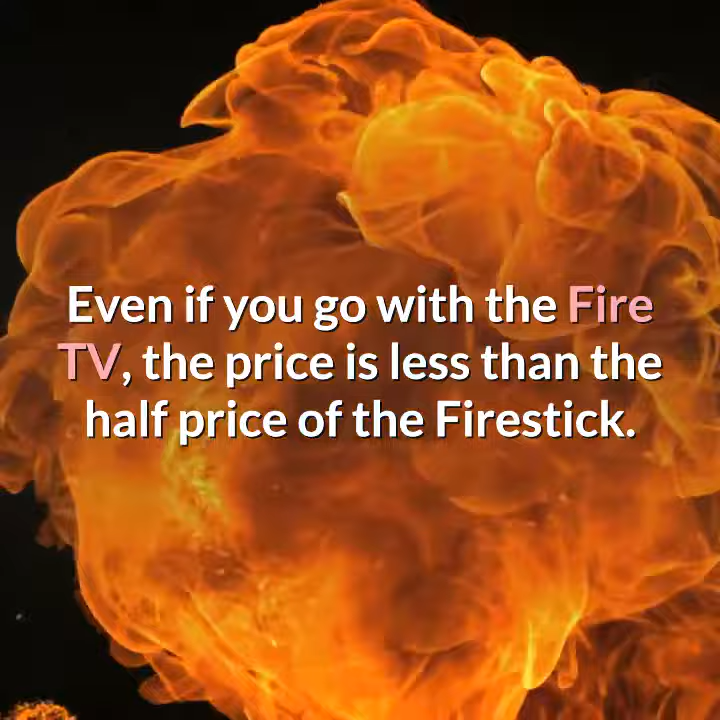 Even if you go with the Fire
TV, the price is less than the
half price of the Firestick.